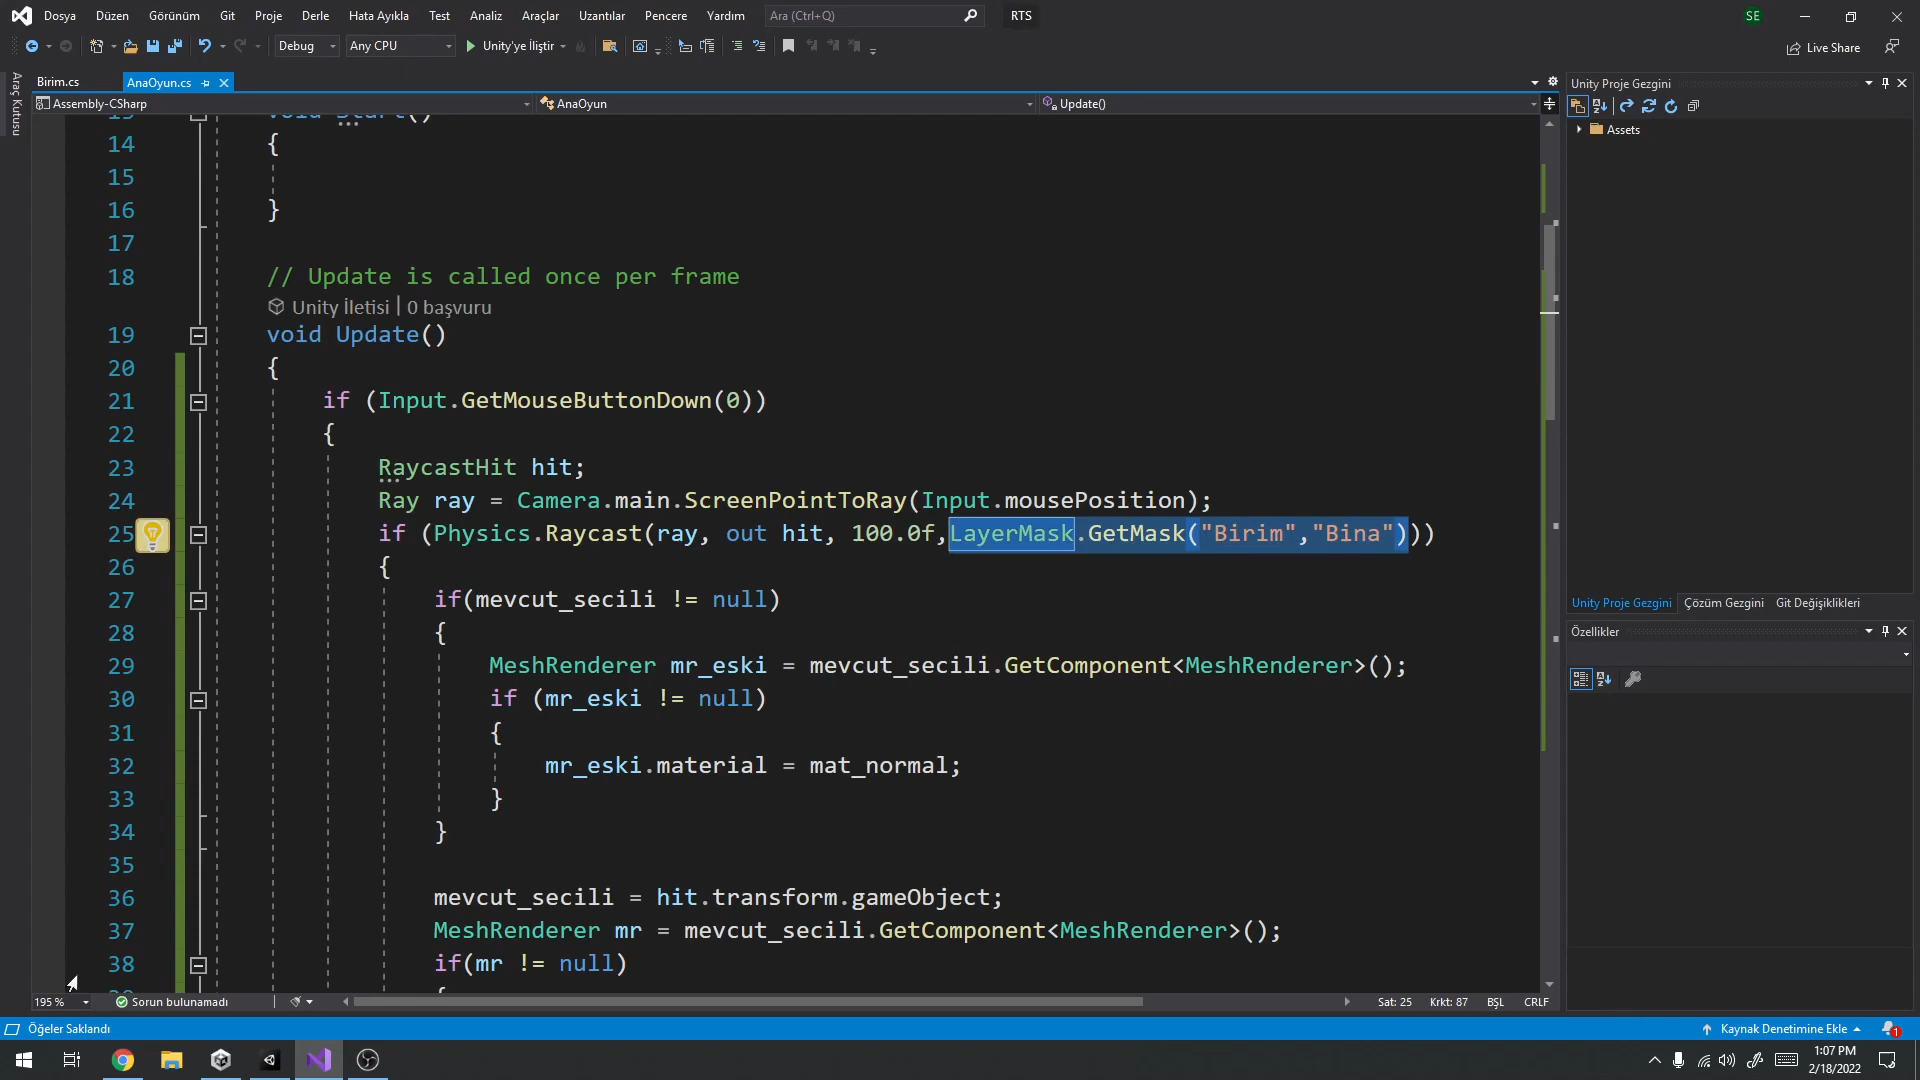 Dosya Düzen Görünüm Git Proje Derle Hata Ayıkla Test Analiz Araçlar Uzantılar Pencere Yardım Ara (Ctrl+Q) RTS SE
Debug Any CPU Unity'ye İliştir Live Share
Araç Kutusu
Birim.cs AnaOyun.cs
Assembly-CSharp AnaOyun Update()
13 void Start()
14 {
15
16 }
17
18 // Update is called once per frame
Unity İletisi | 0 başvuru
19 void Update()
20 {
21 if (Input.GetMouseButtonDown(0))
22 {
23 RaycastHit hit;
24 Ray ray = Camera.main.ScreenPointToRay(Input.mousePosition);
25 if (Physics.Raycast(ray, out hit, 100.0f,LayerMask.GetMask("Birim","Bina")))
26 {
27 if(mevcut_secili != null)
28 {
29 MeshRenderer mr_eski = mevcut_secili.GetComponent<MeshRenderer>();
30 if (mr_eski != null)
31 {
32 mr_eski.material = mat_normal;
33 }
34 }
35
36 mevcut_secili = hit.transform.gameObject;
37 MeshRenderer mr = mevcut_secili.GetComponent<MeshRenderer>();
38 if(mr != null)
{
195 % Sorun bulunamadı Sat: 25 Krkt: 87 BŞL CRLF
Unity Proje Gezgini
Assets
Unity Proje Gezgini Çözüm Gezgini Git Değişiklikleri
Özellikler
Öğeler Saklandı Kaynak Denetimine Ekle 1
1:07 PM
2/18/2022